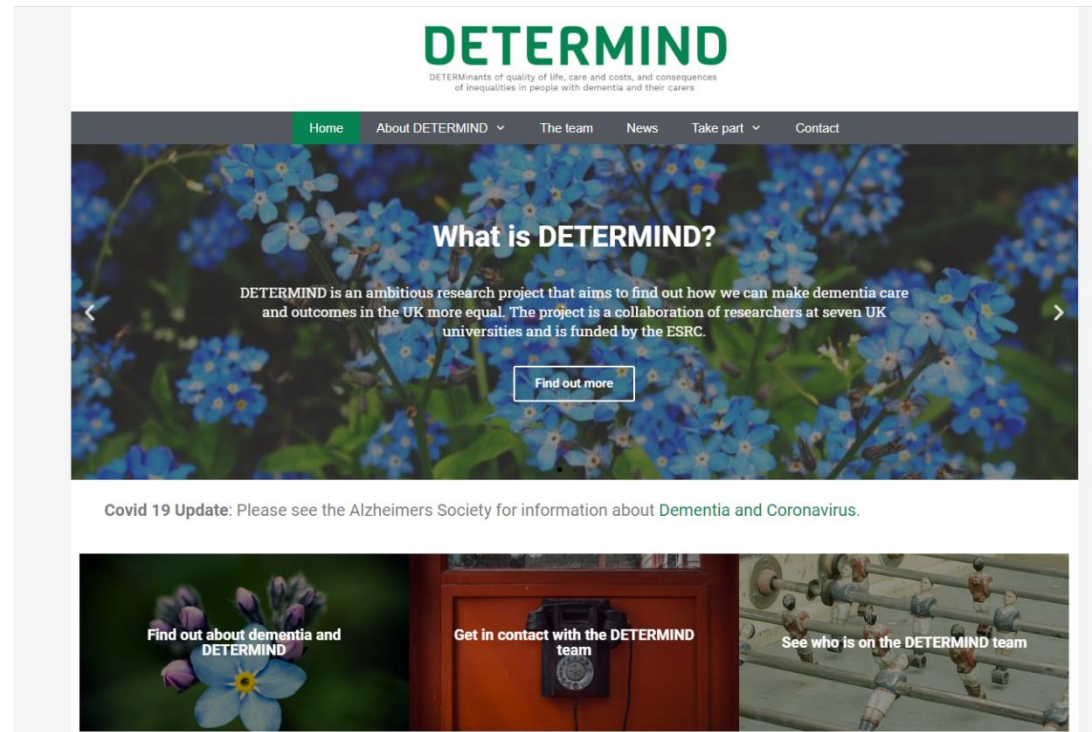 DETERMIND
DETERMinants of quality of life, care and costs, and consequences
of inequalities in people with dementia and their carers
Home About DETERMIND The team News Take part Contact
What is DETERMIND?
DETERMIND is an ambitious research project that aims to find out how we can make dementia care
and outcomes in the UK more equal. The project is a collaboration of researchers at seven UK
universities and is funded by the ESRC.
Find out more
Covid 19 Update: Please see the Alzheimers Society for information about Dementia and Coronavirus.
Find out about dementia and
DETERMIND
Get in contact with the DETERMIND
team
See who is on the DETERMIND team